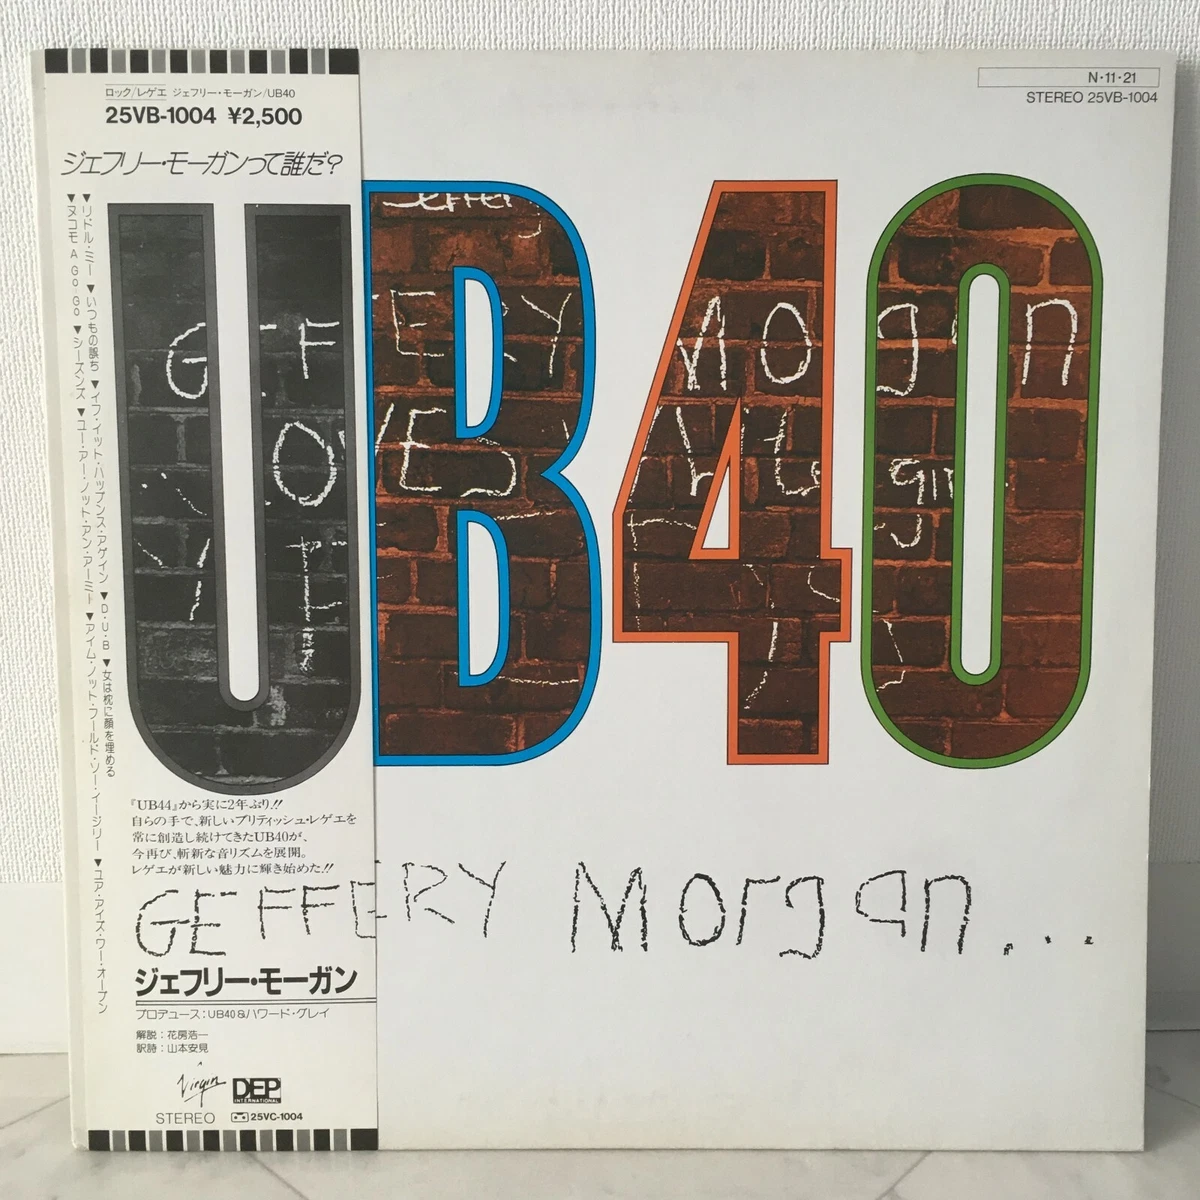 N・11・21
STEREO 25VB-1004
ロック/レゲエ ジェフリー・モーガン/UB40
25VB-1004 ¥2,500
ジェフリー・モーガンって誰だ?
▼リドル・ミー▼いつもの誤ち▼イフ・イット・ハップンス・アゲイン▼D・U・B▼女は枕に顔を埋める
▼ヌコモ A GO-GO▼シーズンズ▼ユー・アー・ノット・アン・アーミー▼アイム・ノット・フールド・ソー・イージリー▼ユア・アイズ・ワー・オープン
UB40
Jeffery
GEFFERY Morgan
LOVES White girls
『UB44』から実に2年ぶり!!
自らの手で、新しいブリティッシュ・レゲエを
常に創造し続けてきたUB40が、
今再び、斬新な音リズムを展開。
レゲエが新しい魅力に輝き始めた!!
GEFFERY Morgan...
ジェフリー・モーガン
プロデュース:UB40&ハワード・グレイ
解説:花房浩一
訳詩:山本安見
Virgin DEP INTERNATIONAL
STEREO 25VC-1004